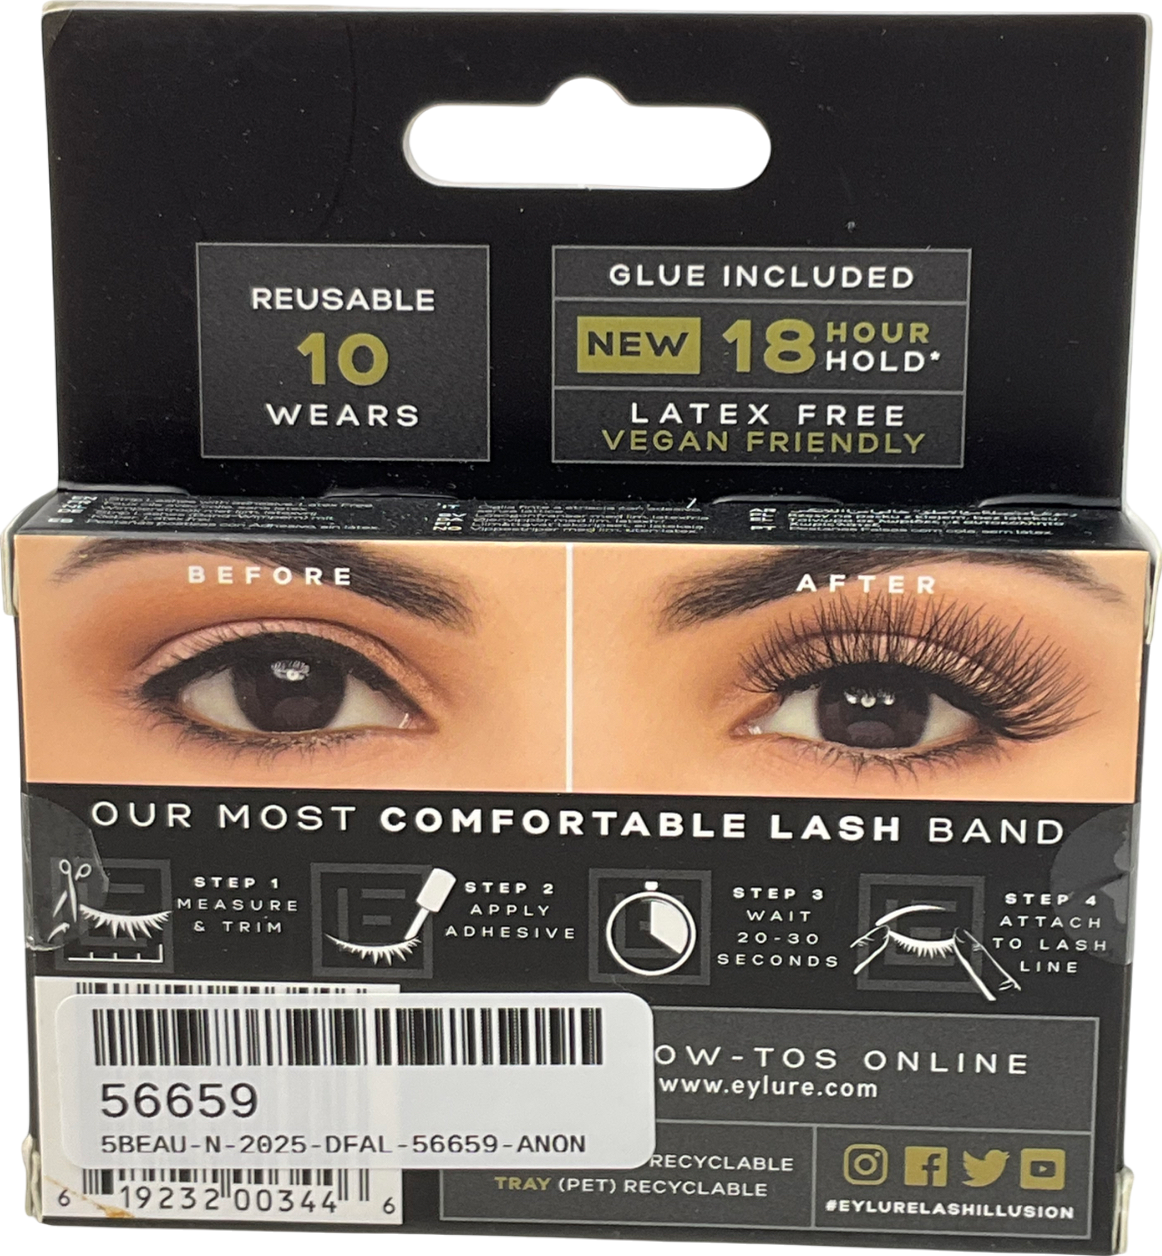 REUSABLE
10
WEARS
GLUE INCLUDED
NEW 18 HOUR
HOLD*
LATEX FREE
VEGAN FRIENDLY
EN
ES
IT
BEFORE
AFTER
OUR MOST COMFORTABLE LASH BAND
STEP 1
MEASURE
& TRIM
STEP 2
APPLY
ADHESIVE
STEP 3
WAIT
20-30
SECONDS
STEP 4
ATTACH
TO LASH
LINE
OW-TOS ONLINE
www.eylure.com
56659
5BEAU-N-2025-DFAL-56659-ANON
RECYCLABLE
TRAY (PET) RECYCLABLE
#EYLURELASHILLUSION
6 19232 00344 6